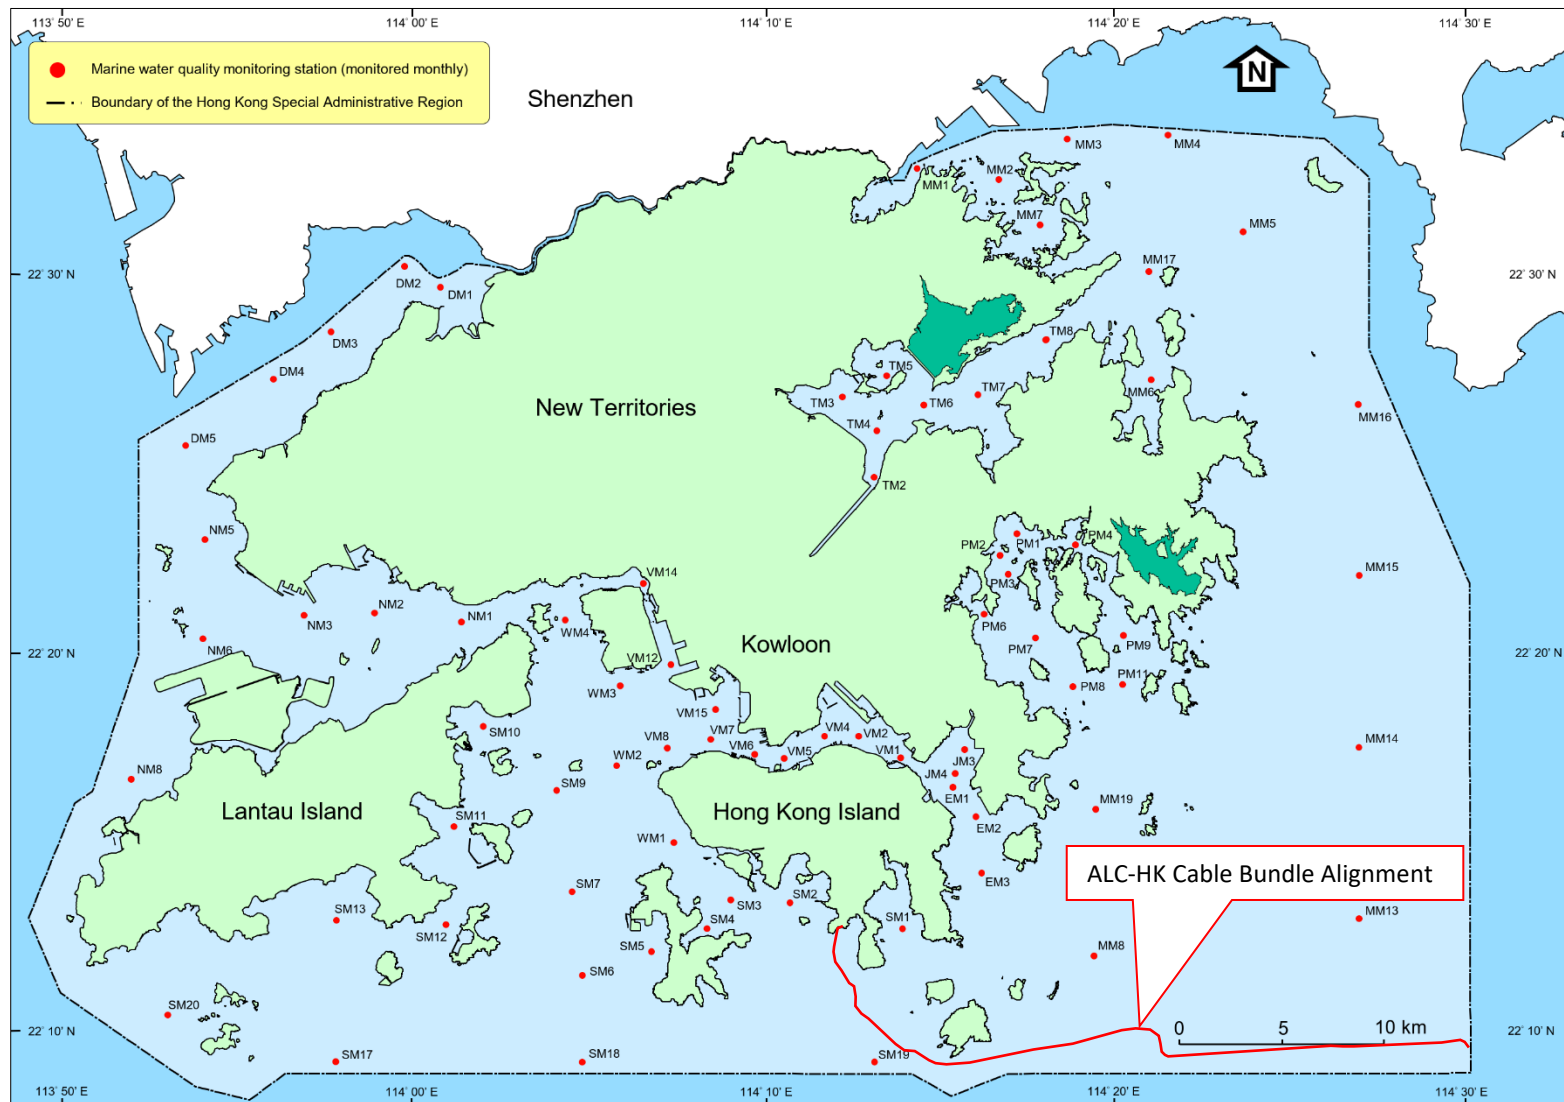 113° 50' E
114° 00' E
114° 10' E
114° 20' E
114° 30' E
Marine water quality monitoring station (monitored monthly)
Boundary of the Hong Kong Special Administrative Region
Shenzhen
N
MM3
MM4
MM1
MM2
MM7
MM5
MM17
22° 30' N
22° 30' N
DM2
DM1
DM3
TM8
DM4
TM5
TM7
MM6
New Territories
TM3
TM6
MM16
TM4
DM5
TM2
NM5
PM1
PM4
PM2
PM3
MM15
VM14
NM2
NM3
NM1
WM4
PM6
NM6
Kowloon
PM7
PM9
22° 20' N
22° 20' N
VM12
WM3
PM8
PM11
VM15
SM10
VM8
VM7
VM6
VM4
VM2
VM5
VM1
WM2
JM3
JM4
MM14
NM8
SM9
EM1
Lantau Island
Hong Kong Island
SM11
MM19
EM2
WM1
ALC-HK Cable Bundle Alignment
EM3
SM7
SM3
SM2
SM13
SM12
SM4
SM1
MM13
SM5
MM8
SM6
SM20
22° 10' N
0
5
10 km
22° 10' N
SM17
SM18
SM19
113° 50' E
114° 00' E
114° 10' E
114° 20' E
114° 30' E